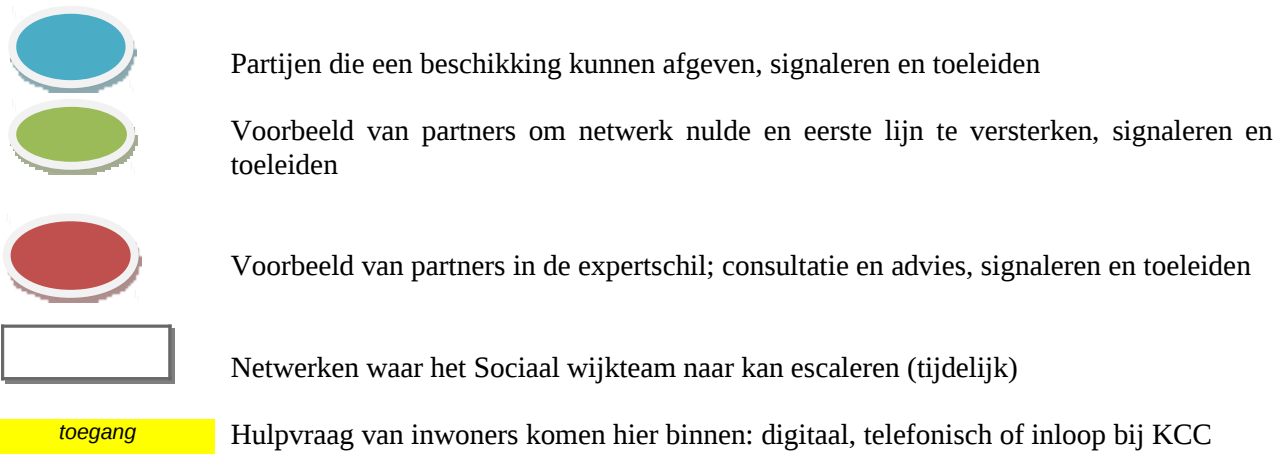 Partijen die een beschikking kunnen afgeven, signaleren en toeleiden
Voorbeeld van partners om netwerk nulde en eerste lijn te versterken, signaleren en
toeleiden
Voorbeeld van partners in de expertschil; consultatie en advies, signaleren en toeleiden
Netwerken waar het Sociaal wijkteam naar kan escaleren (tijdelijk)
toegang Hulpvraag van inwoners komen hier binnen: digitaal, telefonisch of inloop bij KCC